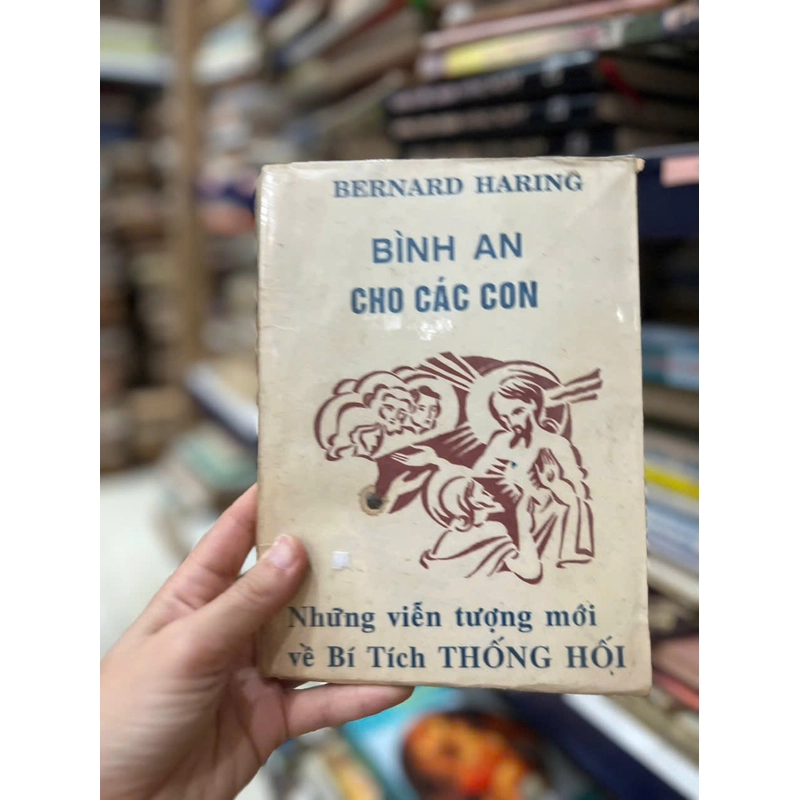 BERNARD HARING
BÌNH AN
CHO CÁC CON
Những viễn tượng mới
về Bí Tích THỐNG HỐI